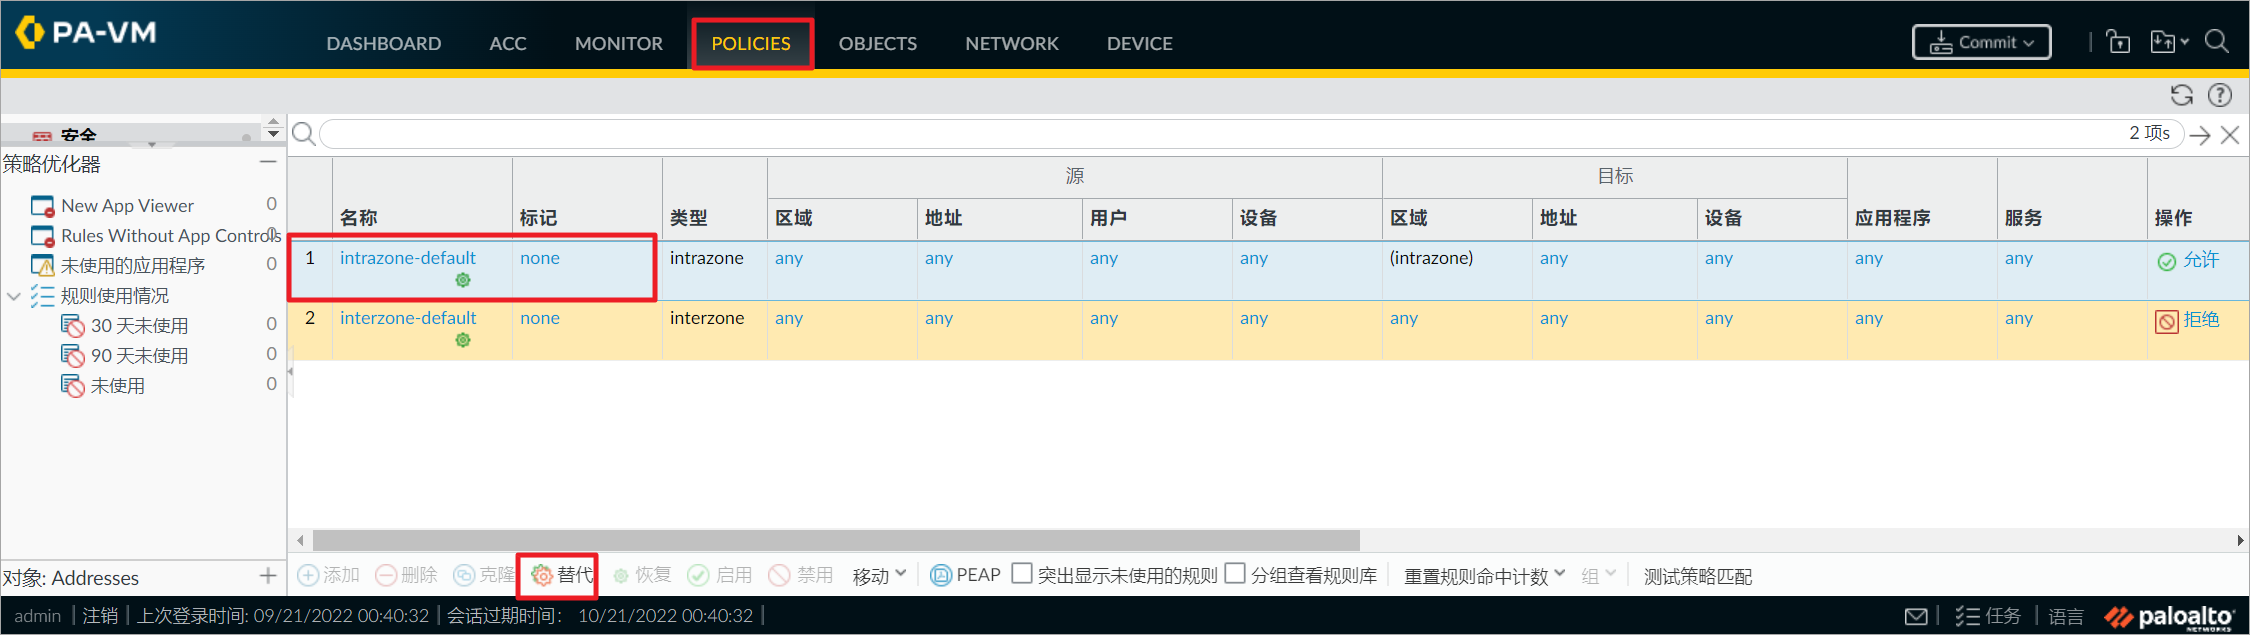 PA-VM
DASHBOARD ACC MONITOR POLICIES OBJECTS NETWORK DEVICE Commit
安全
2 项s
策略优化器
New App Viewer 0
Rules Without App Controls 0
未使用的应用程序 0
规则使用情况
30 天未使用 0
90 天未使用 0
未使用 0
源 目标
名称 标记 类型 区域 地址 用户 设备 区域 地址 设备 应用程序 服务 操作
1 intrazone-default none intrazone any any any any (intrazone) any any any any 允许
2 interzone-default none interzone any any any any any any any any any 拒绝
对象: Addresses
添加 删除 克隆 替代 恢复 启用 禁用 移动 PEAP 突出显示未使用的规则 分组查看规则库 重置规则命中计数 组 测试策略匹配
admin | 注销 | 上次登录时间: 09/21/2022 00:40:32 | 会话过期时间: 10/21/2022 00:40:32 |
任务 | 语言 paloalto NETWORKS